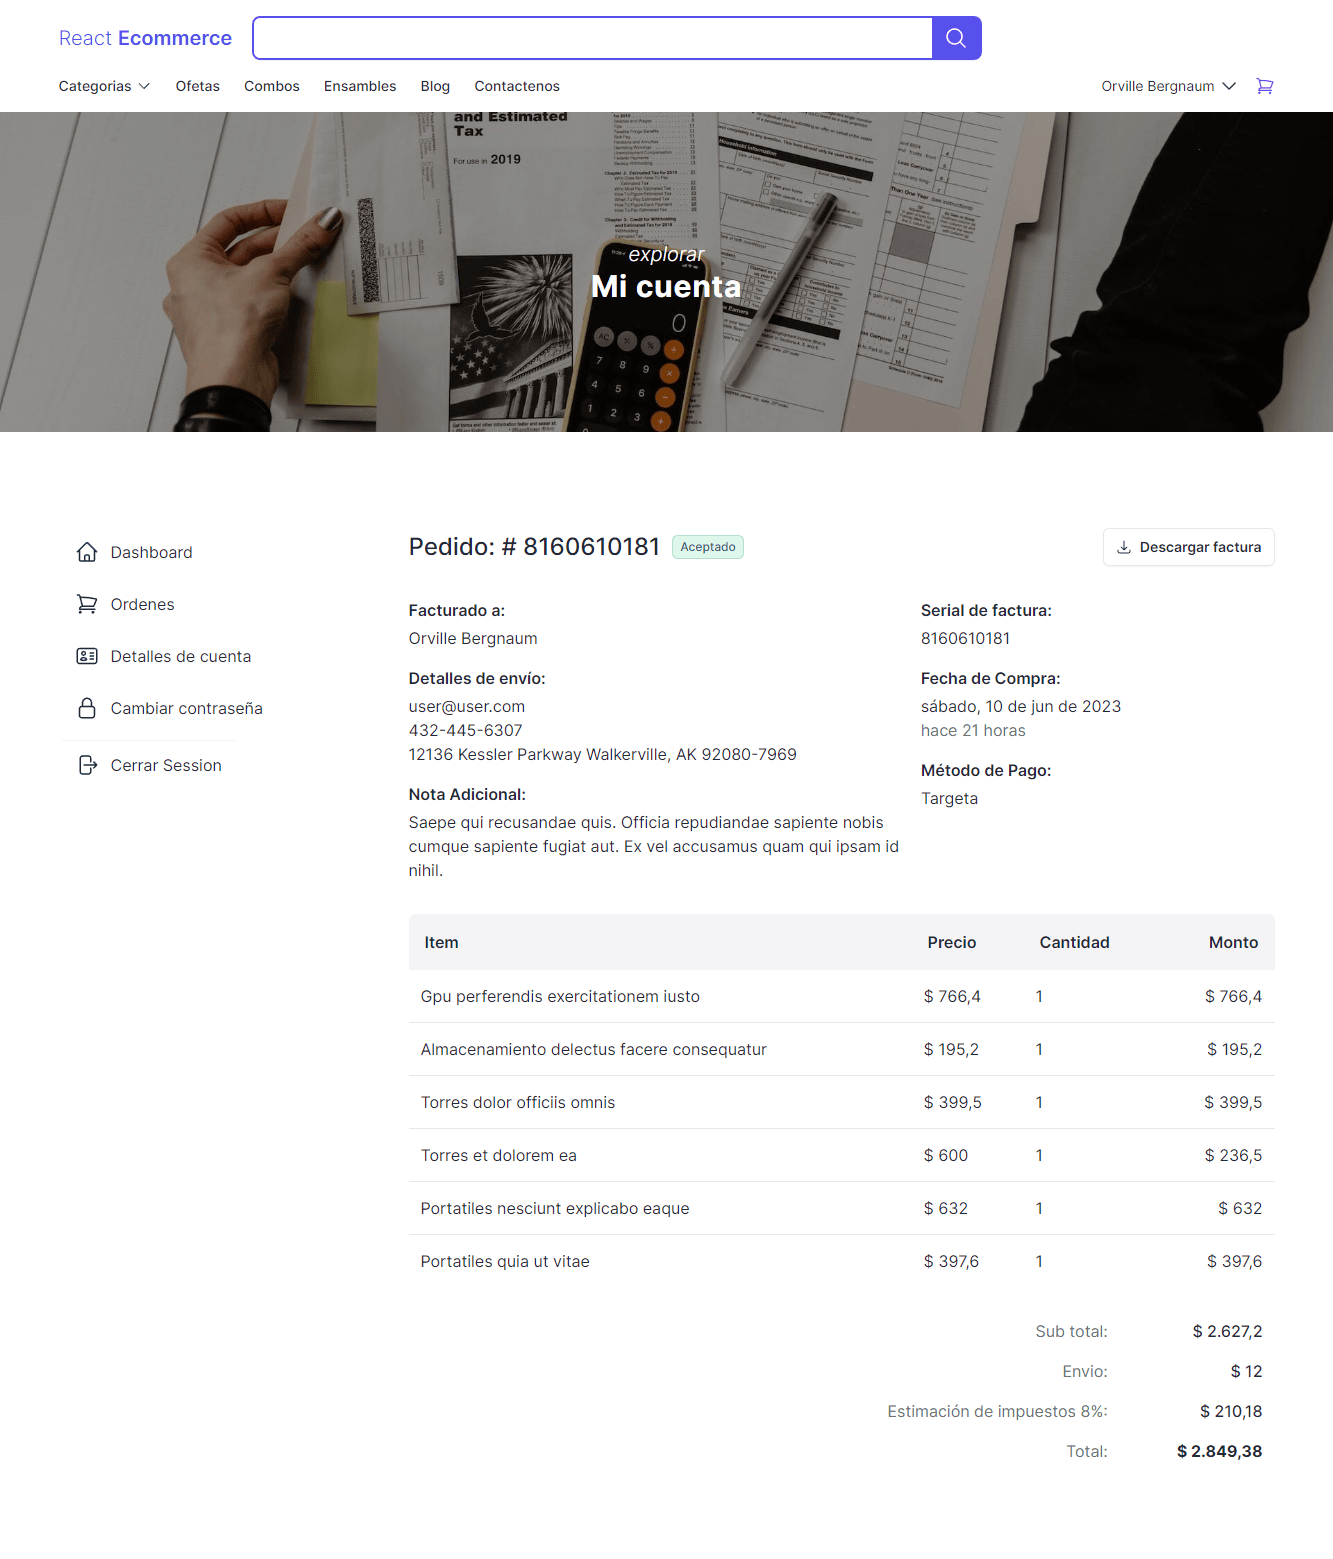 React Ecommerce
Categorias
Ofetas
Combos
Ensambles
Blog
Contactenos
Orville Bergnaum
and Estimated
Tax
For use in 2019
explorar
Mi cuenta
Dashboard
Ordenes
Detalles de cuenta
Cambiar contraseña
Cerrar Session
Pedido: # 8160610181
Aceptado
Descargar factura
Facturado a:
Orville Bergnaum
Detalles de envío:
user@user.com
432-445-6307
12136 Kessler Parkway Walkerville, AK 92080-7969
Nota Adicional:
Saepe qui recusandae quis. Officia repudiandae sapiente nobis
cumque sapiente fugiat aut. Ex vel accusamus quam qui ipsam id
nihil.
Serial de factura:
8160610181
Fecha de Compra:
sábado, 10 de jun de 2023
hace 21 horas
Método de Pago:
Targeta
Item Precio Cantidad Monto
Gpu perferendis exercitationem iusto $ 766,4 1 $ 766,4
Almacenamiento delectus facere consequatur $ 195,2 1 $ 195,2
Torres dolor officiis omnis $ 399,5 1 $ 399,5
Torres et dolorem ea $ 600 1 $ 236,5
Portatiles nesciunt explicabo eaque $ 632 1 $ 632
Portatiles quia ut vitae $ 397,6 1 $ 397,6
Sub total: $ 2.627,2
Envio: $ 12
Estimación de impuestos 8%: $ 210,18
Total: $ 2.849,38